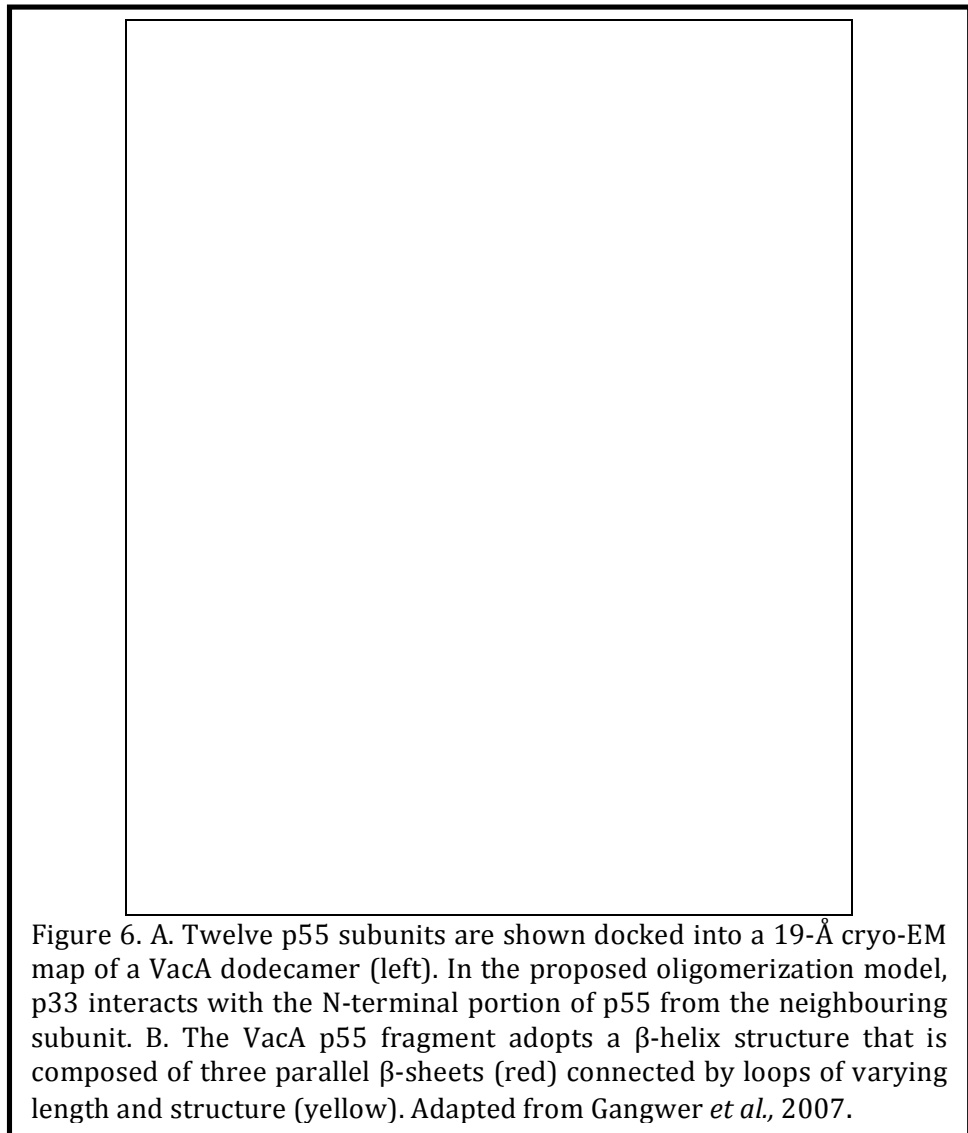 Figure 6. A. Twelve p55 subunits are shown docked into a 19-Å cryo-EM
map of a VacA dodecamer (left). In the proposed oligomerization model,
p33 interacts with the N-terminal portion of p55 from the neighbouring
subunit. B. The VacA p55 fragment adopts a β-helix structure that is
composed of three parallel β-sheets (red) connected by loops of varying
length and structure (yellow). Adapted from Gangwer et al., 2007.